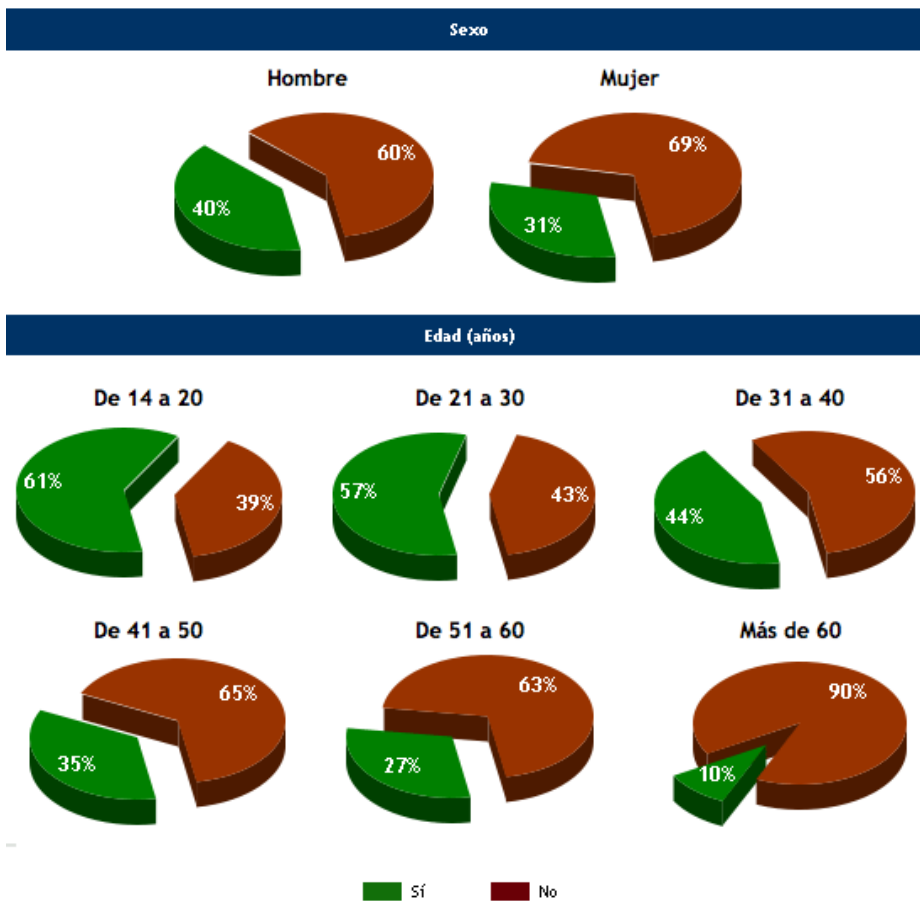 Sexo
Hombre Mujer
60% 69%
40% 31%
Edad (años)
De 14 a 20 De 21 a 30 De 31 a 40
61% 39% 57% 43% 44% 56%
De 41 a 50 De 51 a 60 Más de 60
35% 65% 27% 63% 10% 90%
Sí No